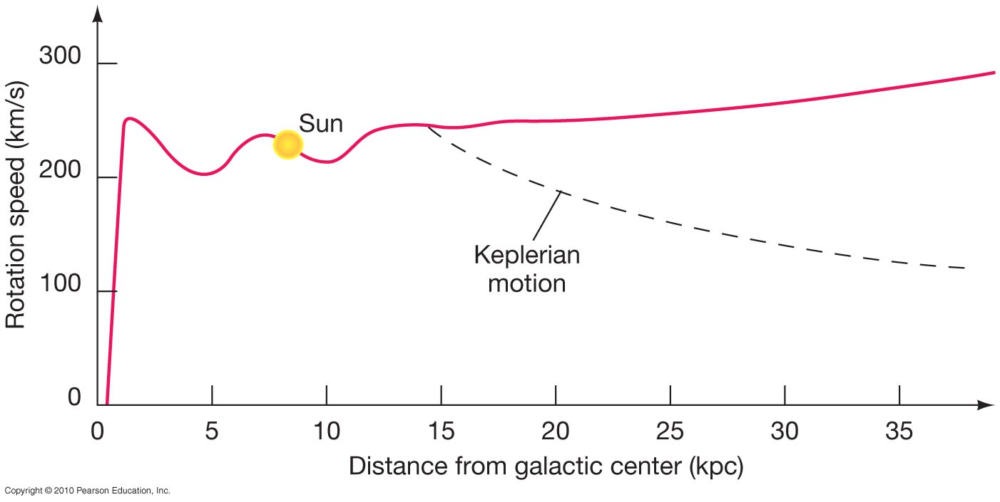 Rotation speed (km/s)
300
200
100
0
Sun
Keplerian
motion
0 5 10 15 20 25 30 35
Distance from galactic center (kpc)
Copyright © 2010 Pearson Education, Inc.